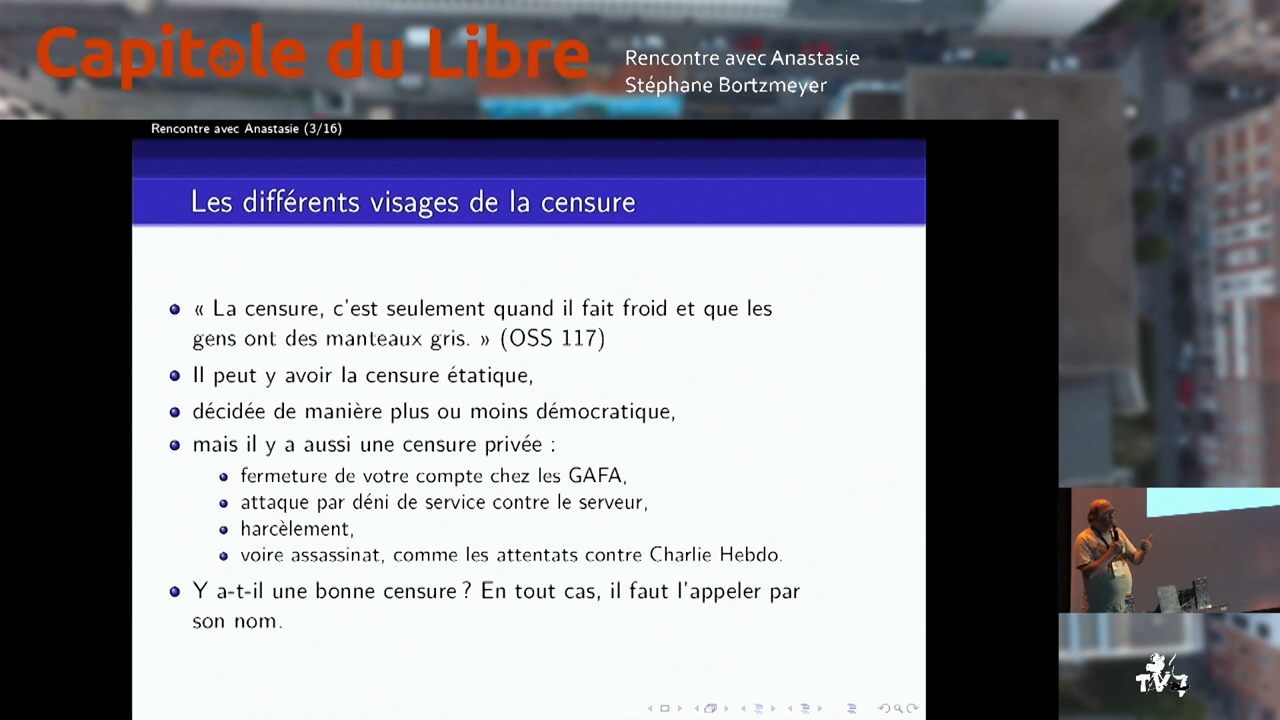 Capitole du Libre
Rencontre avec Anastasie
Stéphane Bortzmeyer
Rencontre avec Anastasie (3/16)
Les différents visages de la censure
« La censure, c'est seulement quand il fait froid et que les
gens ont des manteaux gris. » (OSS 117)
Il peut y avoir la censure étatique,
décidée de manière plus ou moins démocratique,
mais il y a aussi une censure privée :
fermeture de votre compte chez les GAFA,
attaque par déni de service contre le serveur,
harcèlement,
voire assassinat, comme les attentats contre Charlie Hebdo.
Y a-t-il une bonne censure ? En tout cas, il faut l'appeler par
son nom.
TV7